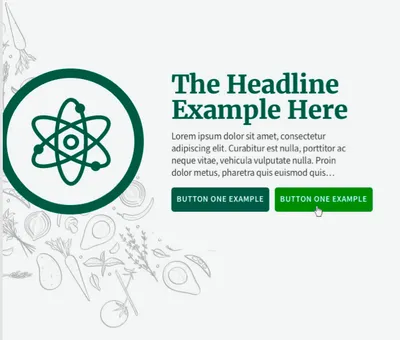 The Headline
Example Here
Lorem ipsum dolor sit amet, consectetur
adipiscing elit. Curabitur est nulla, porttitor ac
neque vitae, vehicula vulputate nulla. Proin
dolor metus, pharetra quis euismod quis…
BUTTON ONE EXAMPLE BUTTON ONE EXAMPLE